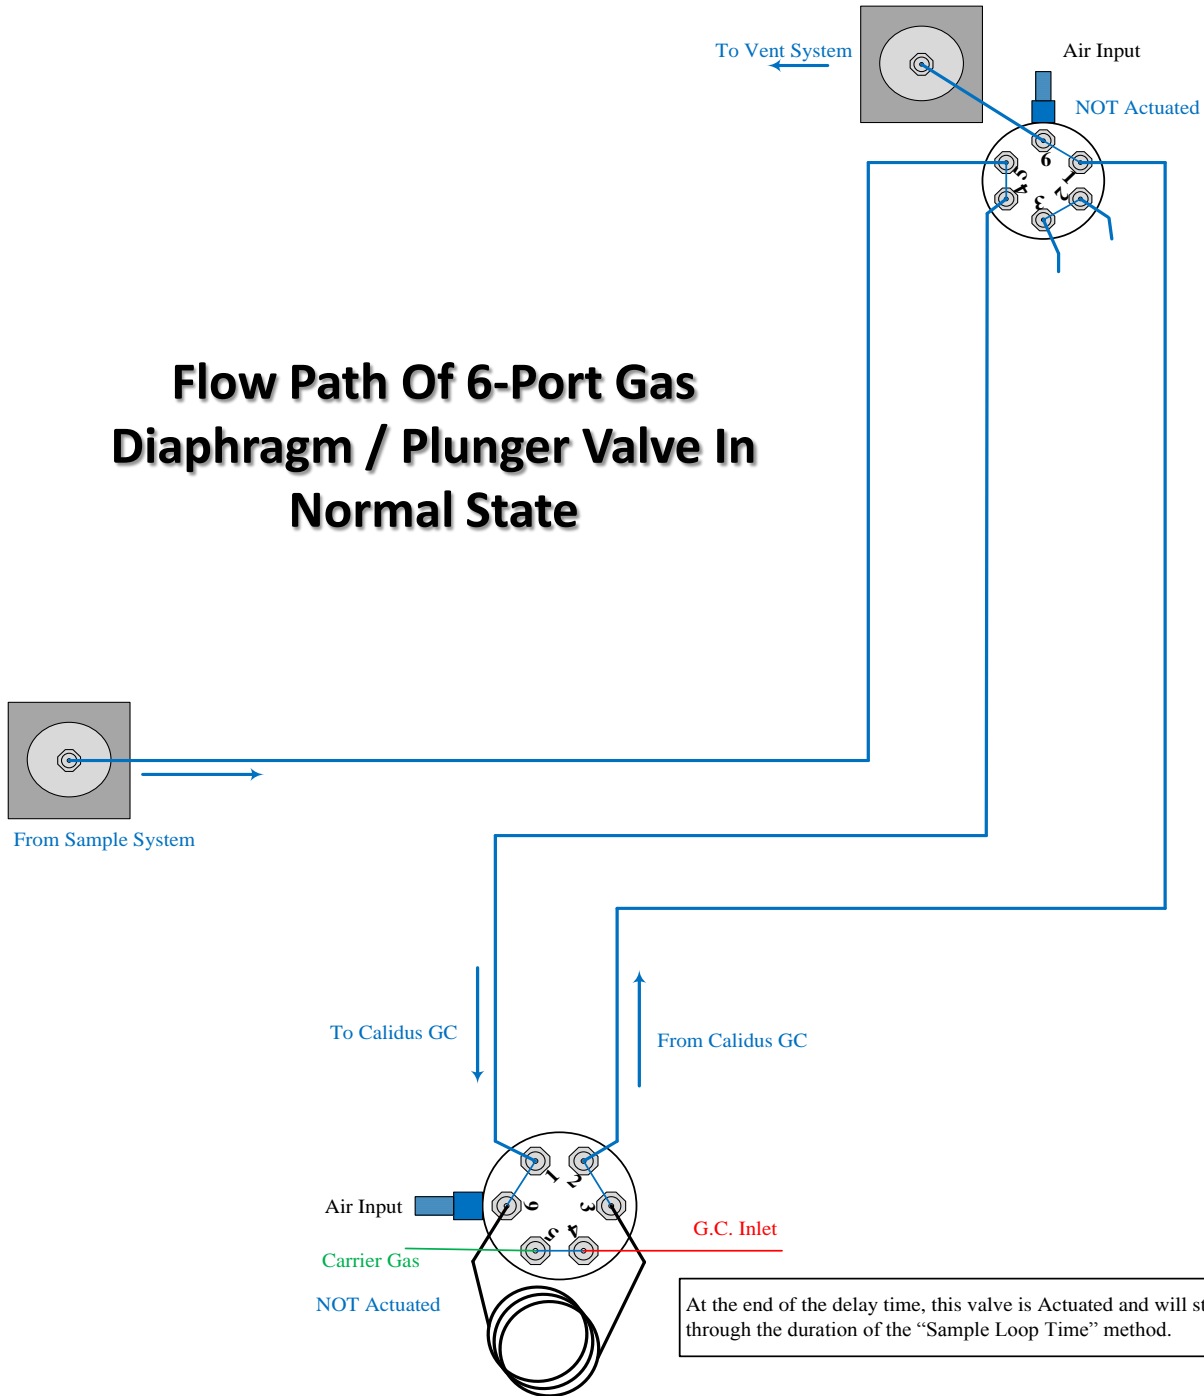 To Vent System
Air Input
NOT Actuated
6
5
1
4
2
3
Flow Path Of 6-Port Gas
Diaphragm / Plunger Valve In
Normal State
From Sample System
To Calidus GC
From Calidus GC
1
2
Air Input
6
3
5
4
G.C. Inlet
Carrier Gas
NOT Actuated
At the end of the delay time, this valve is Actuated and will
through the duration of the “Sample Loop Time” method.